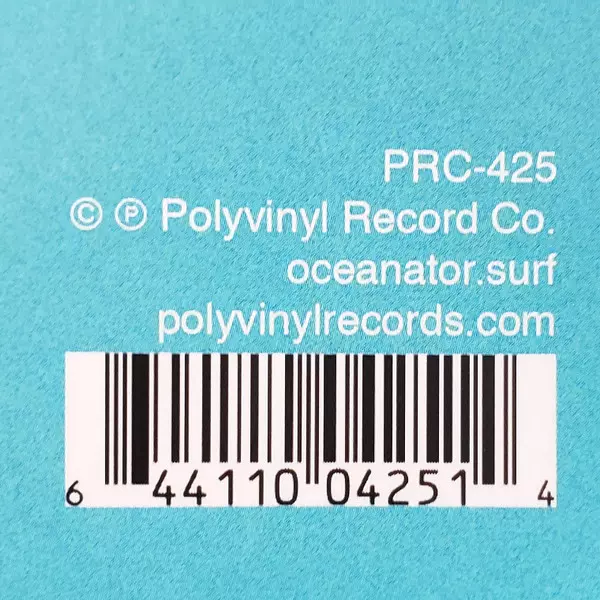 PRC-425
© ℗ Polyvinyl Record Co.
oceanator.surf
polyvinylrecords.com
6 44110 04251 4